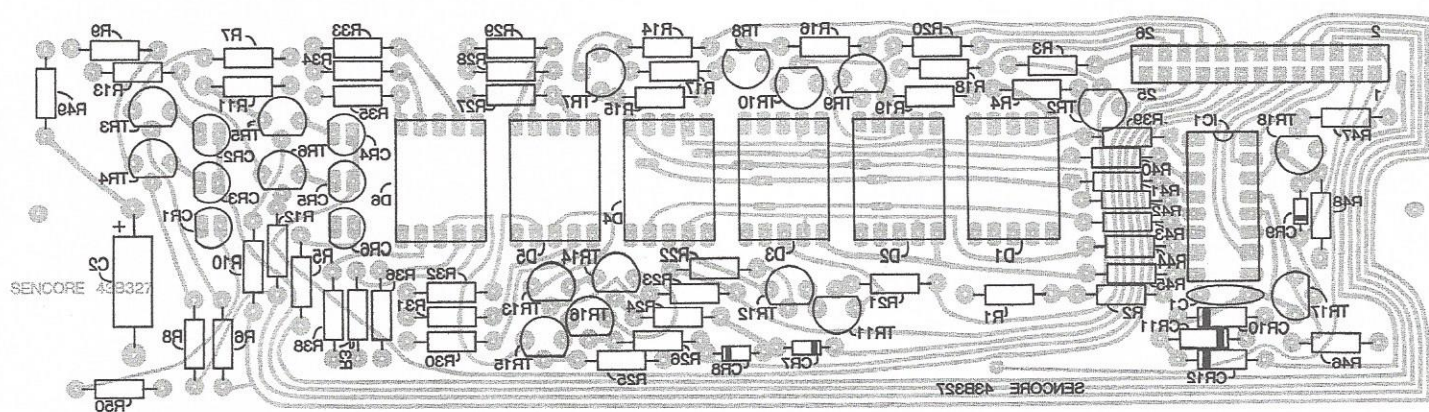 R9
R7
R33
R29
R14
TR8
R16
R20
R3
26
2
R13
R34
R28
R17
R18
R4
R49
R11
R35
R27
TR7
R15
TR10
TR9
R19
TR2
25
1
TR3
TR5
CR2
TR6
CR4
R39
IC1
TR18
R47
TR4
CR3
CR5
D6
R40
R41
R42
R43
R44
R45
CR1
R12
CR6
D4
CR9
R48
+
C2
R10
R5
R36
R32
D5
TR14
R22
D3
D2
D1
SENCORE 43B327
R31
TR13
R23
R24
TR12
R21
R1
R2
C1
TR17
R8
R6
R38
R37
R30
TR16
TR15
R26
R25
CR8
CR7
TR11
CR11
CR10
CR12
R46
R50
SENCORE 43B327